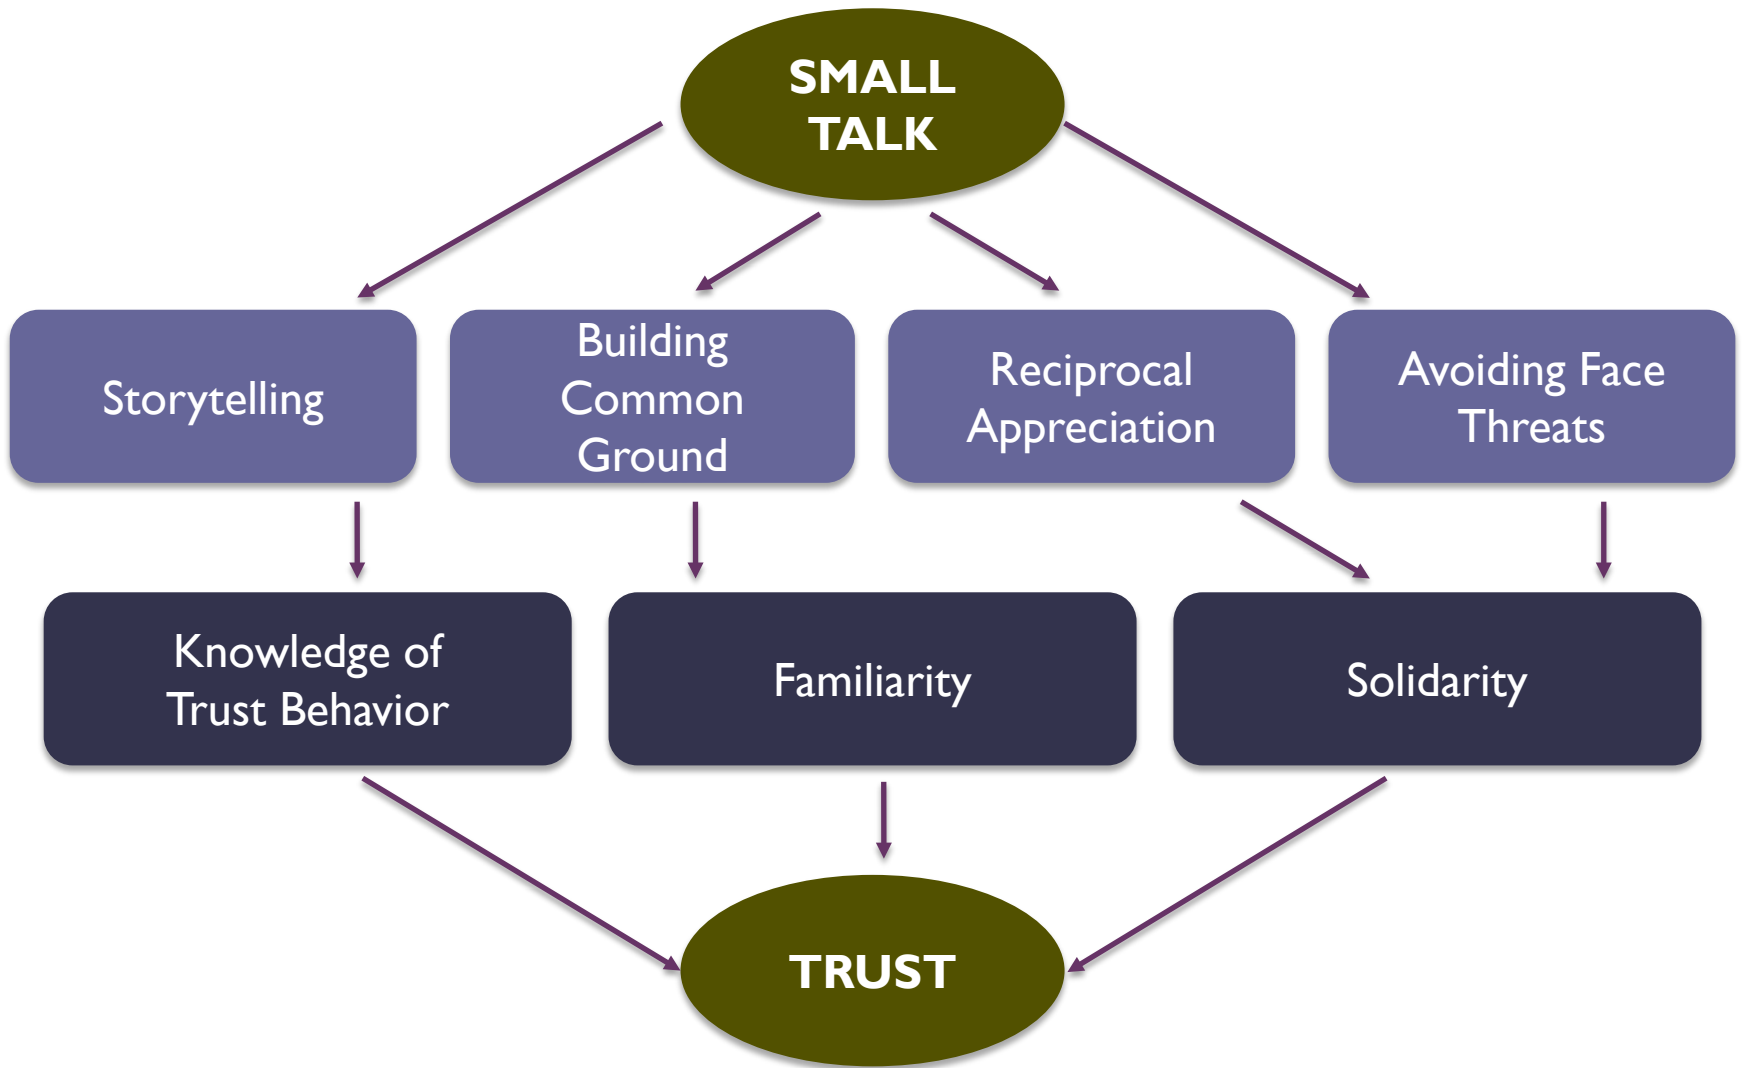 SMALL
TALK
Storytelling
Building
Common
Ground
Reciprocal
Appreciation
Avoiding Face
Threats
Knowledge of
Trust Behavior
Familiarity
Solidarity
TRUST